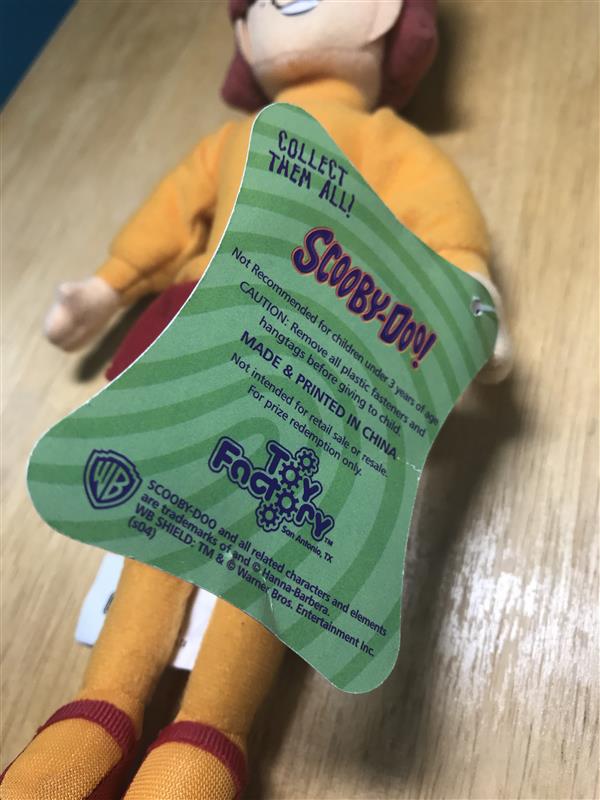 COLLECT
THEM ALL!
SCOOBY-DOO!
Not Recommended for children under 3 years of age
CAUTION: Remove all plastic fasteners and
hangtags before giving to child.
MADE & PRINTED IN CHINA.
Not intended for retail sale or resale.
For prize redemption only.
TOY
FACTORY™
San Antonio, TX
WB
SCOOBY-DOO and all related characters and elements
are trademarks of and © Hanna-Barbera.
WB SHIELD: TM & © Warner Bros. Entertainment Inc.
(s04)